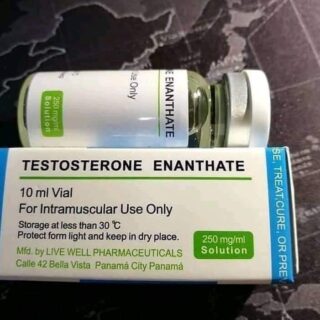 250 mg/ml
Solution
use Only
E ENANTHATE
TESTOSTERONE ENANTHATE
10 ml Vial
For Intramuscular Use Only
Storage at less than 30 ℃
Protect form light and keep in dry place.
Mfd. by LIVE WELL PHARMACEUTICALS
Calle 42 Bella Vista Panamá City Panamá
250 mg/ml
Solution
SE, TREAT,CURE, OR PRE